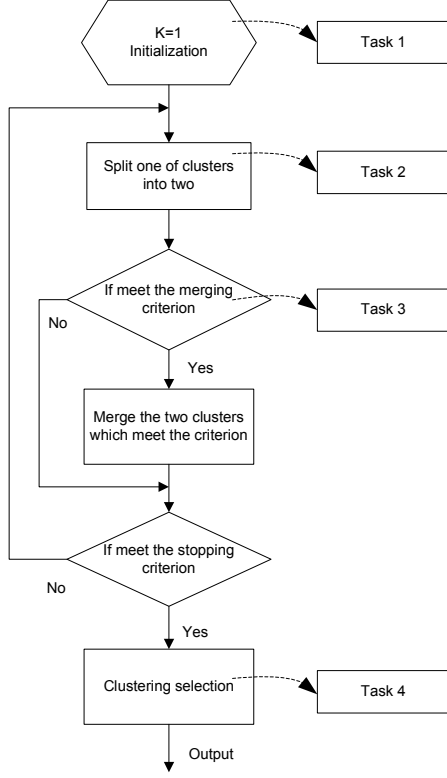 K=1
Initialization
Task 1
Split one of clusters
into two
Task 2
If meet the merging
criterion
Task 3
No
Yes
Merge the two clusters
which meet the criterion
If meet the stopping
criterion
No
Yes
Clustering selection
Task 4
Output